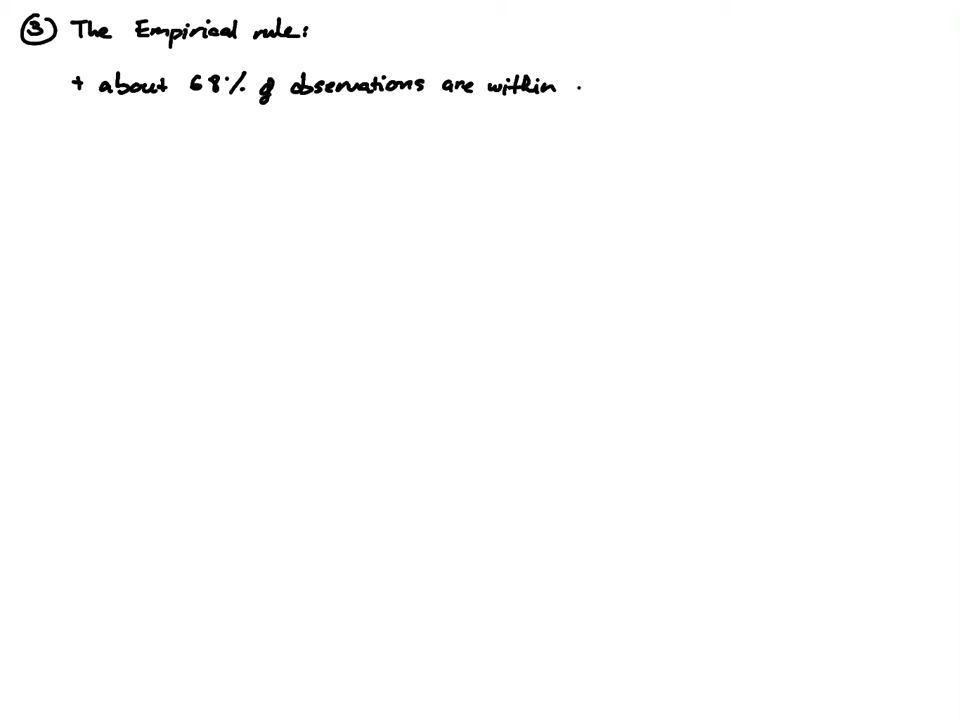 ③ The Empirical rule:
+ about 68% of observations are within .